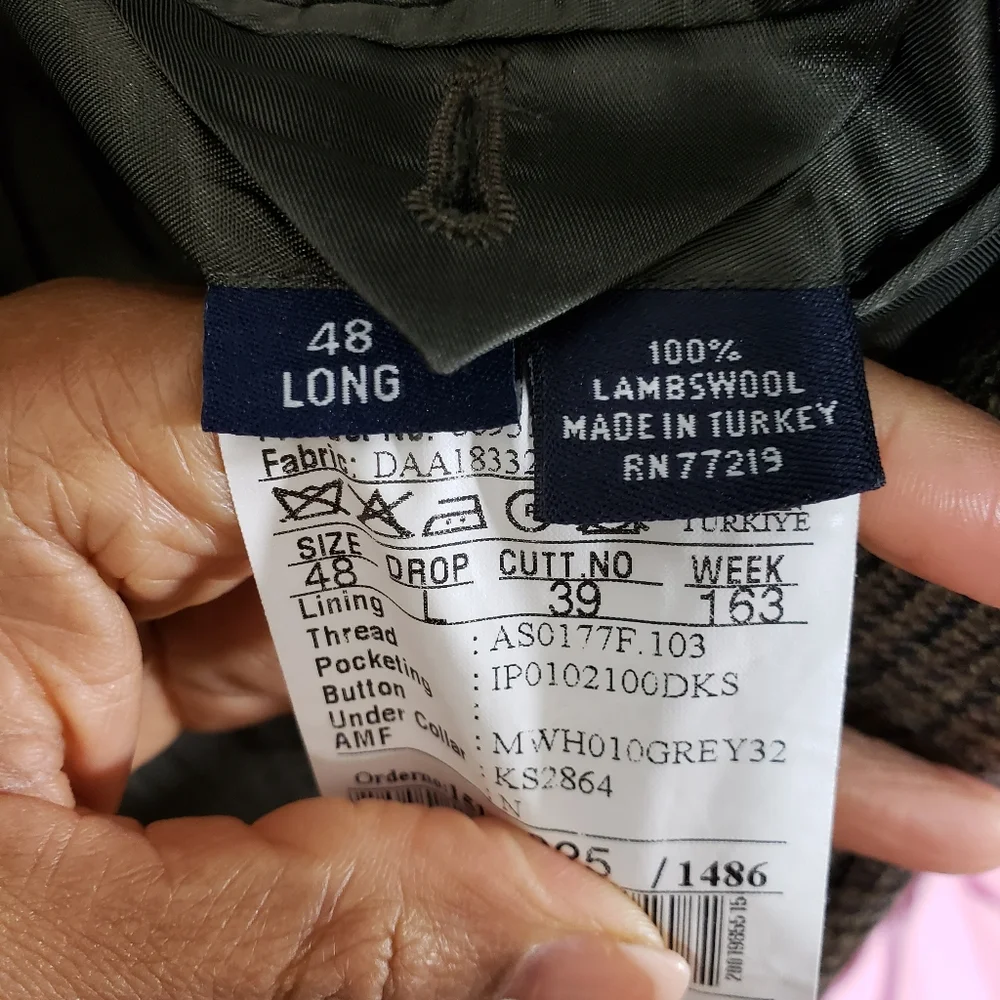 48
LONG
100%
LAMBSWOOL
MADE IN TURKEY
RN 77219
Fabric: DAA18332
TURKIYE
SIZE DROP CUTT.NO WEEK
48 L 39 163
Lining : AS0177F.103
Thread : IP0102100DKS
Pocketing :
Button : MWH010GREY32
Under Collar : KS2864
AMF
N
Orderno:
/1486